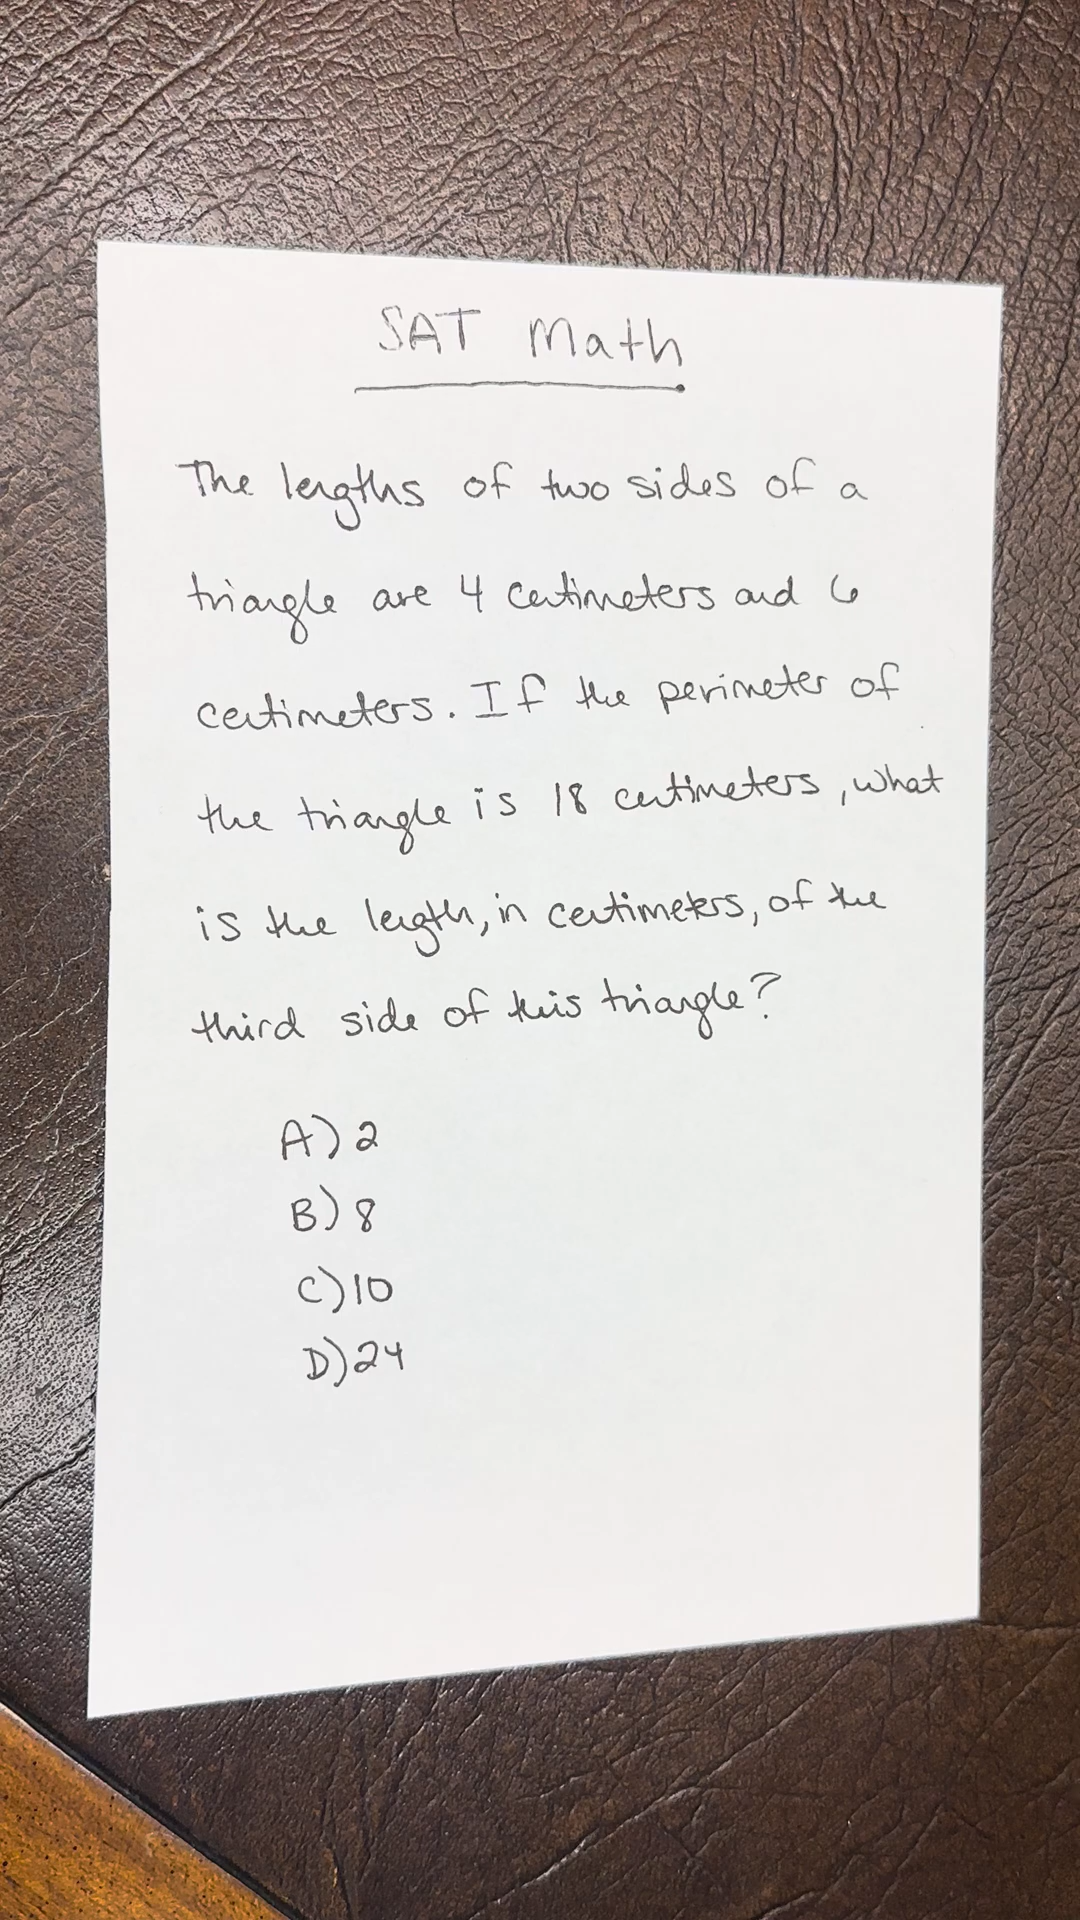 SAT Math
The lengths of two sides of a
triangle are 4 centimeters and 6
centimeters. If the perimeter of
the triangle is 18 centimeters, what
is the length, in centimeters, of the
third side of this triangle?
A) 2
B) 8
C) 10
D) 24